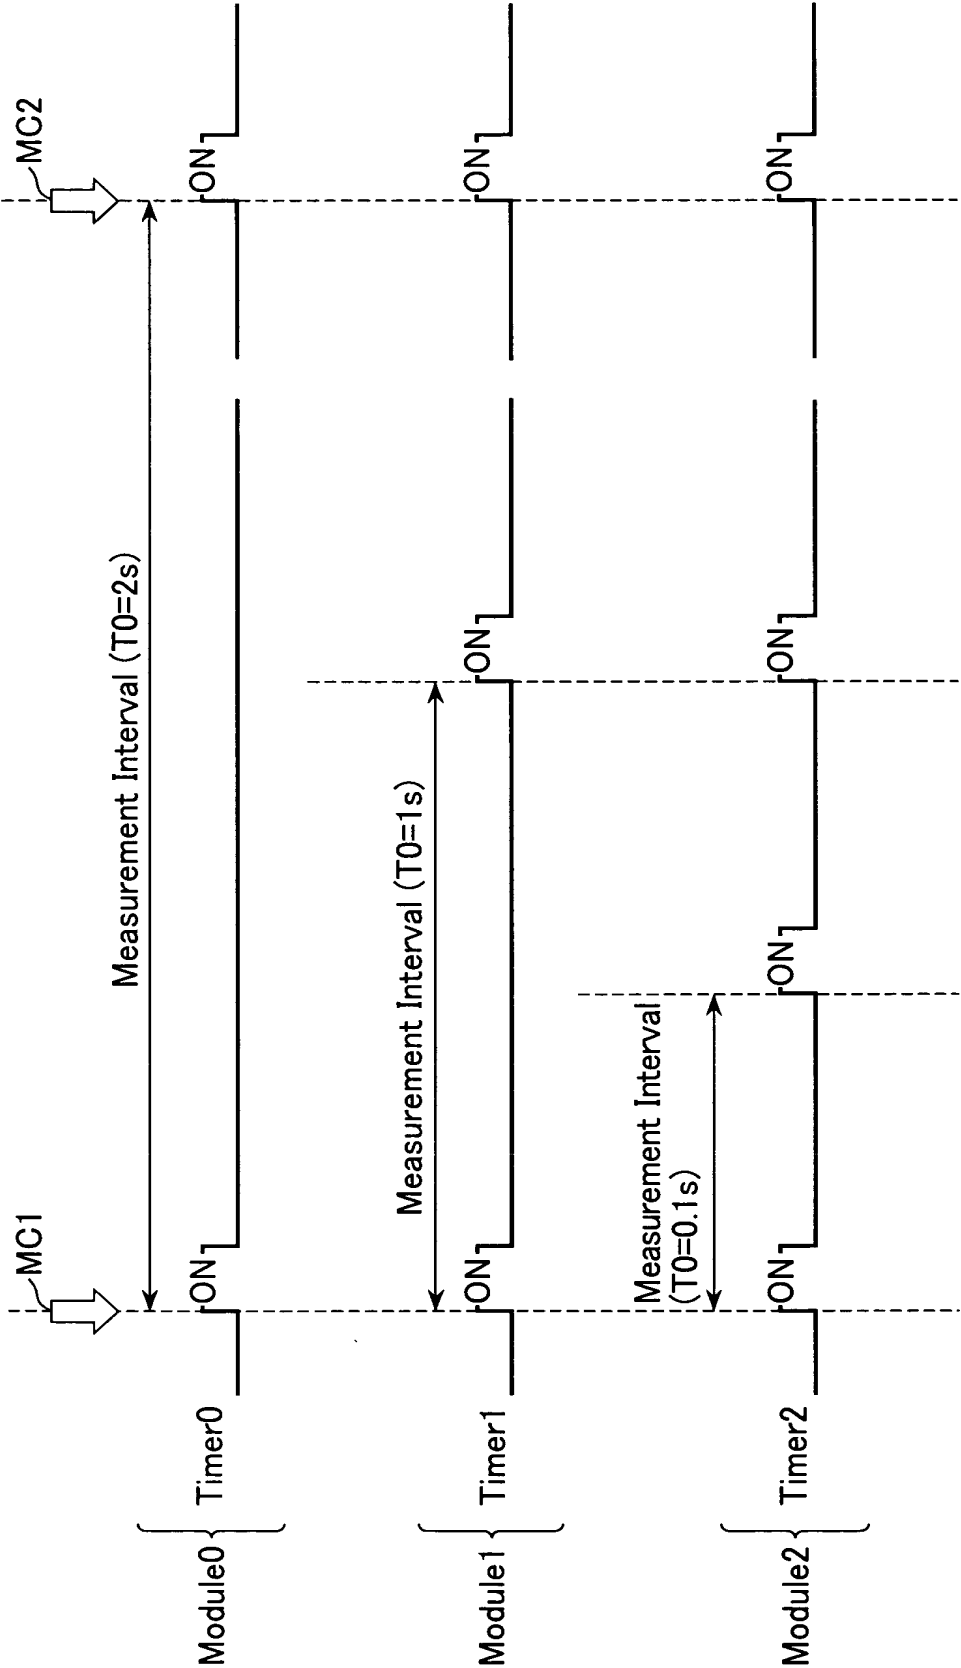 MC1
MC2
Measurement Interval (T0=2s)
Module0
Timer0
ON
ON
Measurement Interval (T0=1s)
Module1
Timer1
ON
ON
ON
Measurement Interval
(T0=0.1s)
Module2
Timer2
ON
ON
ON
ON